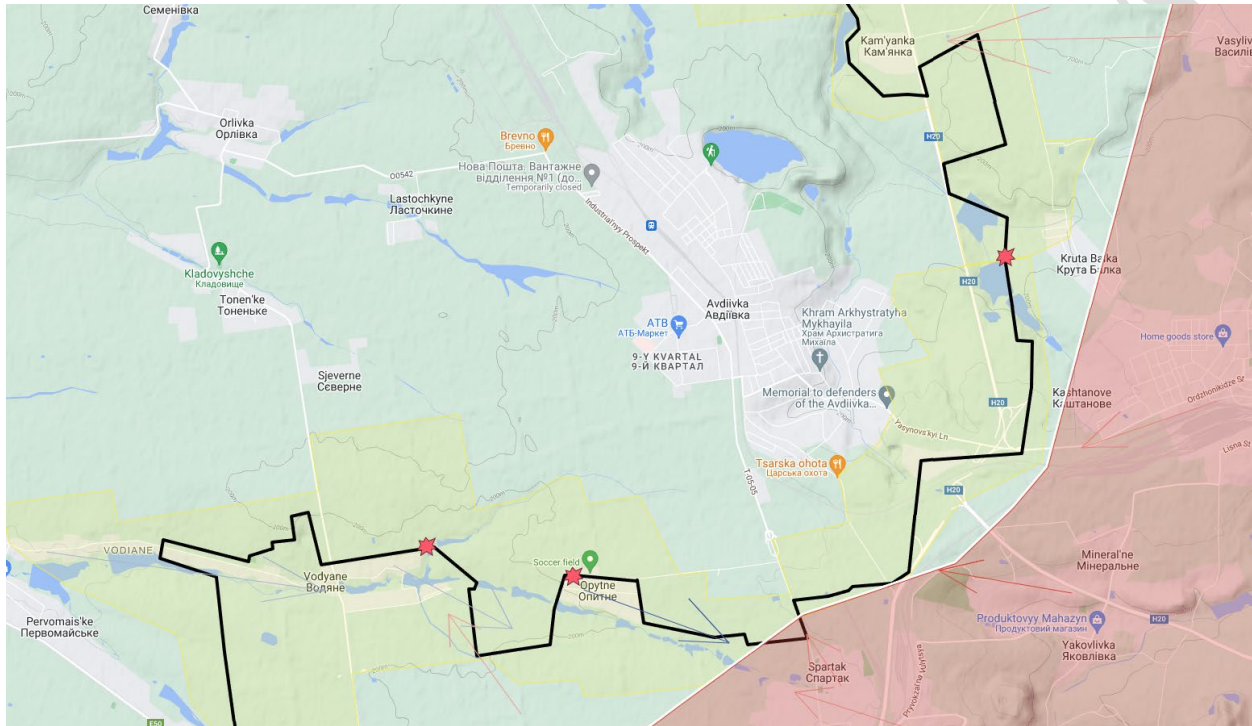 Семенівка
Kam'yanka
Кам'янка
Василів
Orlivka
Орлівка
H20
Brevno
Бревно
Нова Пошта. Вантажне
відділення №1 (до...
Temporarily closed
O0542
Lastochkyne
Ласточкине
Industrial'nyy Prospekt
Kladovyshche
Кладовище
Tonen'ke
Тоненьке
Kruta Balka
Крута Балка
H20
Avdiivka
Авдіївка
Khram Arkhystratyha
Mykhayila
Храм Архистратига
Михаїла
ATB
АТБ-Маркет
9-Y KVARTAL
9-Й КВАРТАЛ
Home goods store
Sjeverne
Сєверне
Memorial to defenders
of the Avdiivka...
Kashtanove
Каштанове
Ordzhonikidze St
H20
Yasynovs'kyi Ln
Lisna St
Tsarska ohota
Царська охота
T-05-05
H20
VODIANE
Vodyane
Водяне
Soccer field
Opytne
Опитне
Mineral'ne
Мінеральне
Pervomais'ke
Первомайське
Produktovyy Mahazyn
Продуктовий магазин
H20
Yakovlivka
Яковлівка
Spartak
Спартак
E50